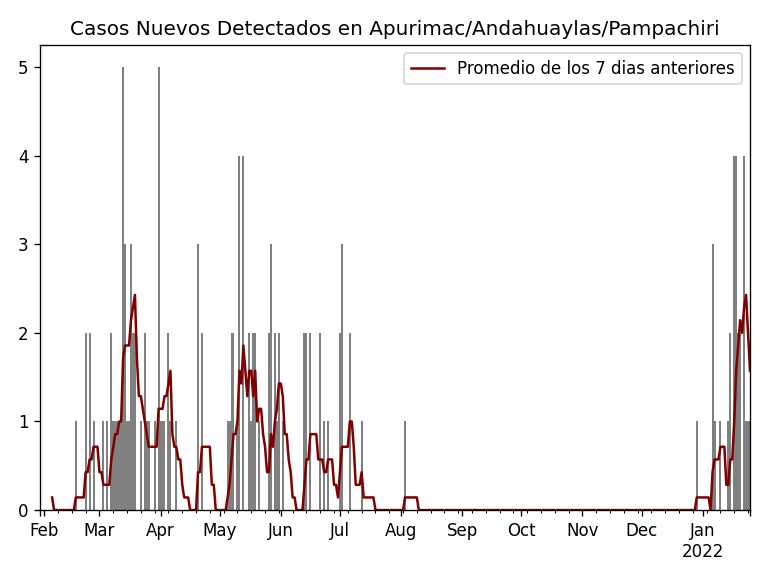 Casos Nuevos Detectados en Apurimac/Andahuaylas/Pampachiri
Promedio de los 7 dias anteriores
5
4
3
2
1
0
Feb Mar Apr May Jun Jul Aug Sep Oct Nov Dec Jan
2022